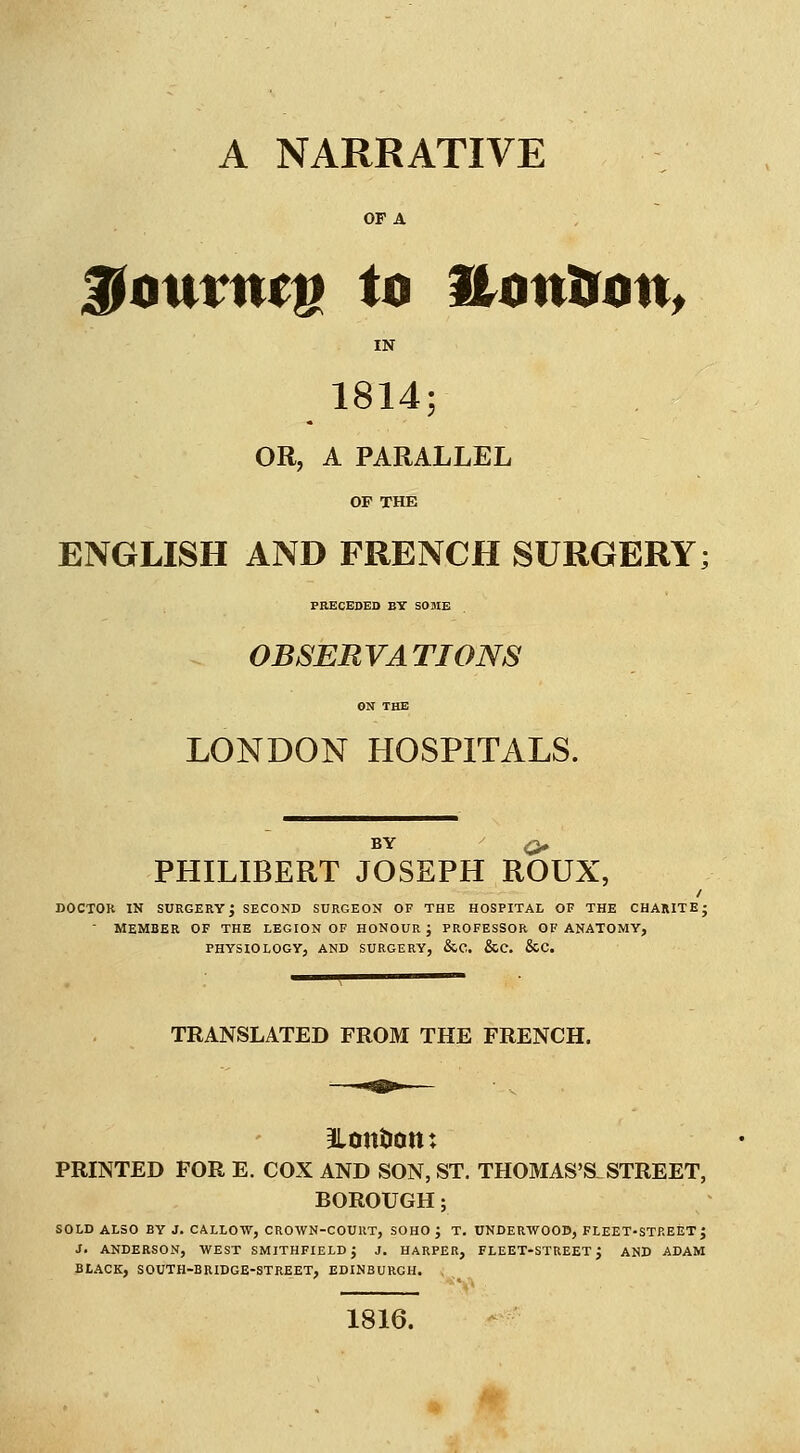 A NARRATIVE
OF A
Journey to London,
IN
1814;
OR, A PARALLEL
OF THE
ENGLISH AND FRENCH SURGERY;
PRECEDED BY SOME
OBSERVATIONS
ON THE
LONDON HOSPITALS.
BY
PHILIBERT JOSEPH ROUX,
DOCTOR IN SURGERY; SECOND SURGEON OF THE HOSPITAL OF THE CHARITE;
MEMBER OF THE LEGION OF HONOUR; PROFESSOR OF ANATOMY,
PHYSIOLOGY, AND SURGERY, &c. &c. &c.
TRANSLATED FROM THE FRENCH.
London:
PRINTED FOR E. COX AND SON, ST. THOMAS'S STREET,
BOROUGH;
SOLD ALSO BY J. CALLOW, CROWN-COURT, SOHO; T. UNDERWOOD, FLEET-STREET;
J. ANDERSON, WEST SMITHFIELD; J. HARPER, FLEET-STREET; AND ADAM
BLACK, SOUTH-BRIDGE-STREET, EDINBURGH.
1816.